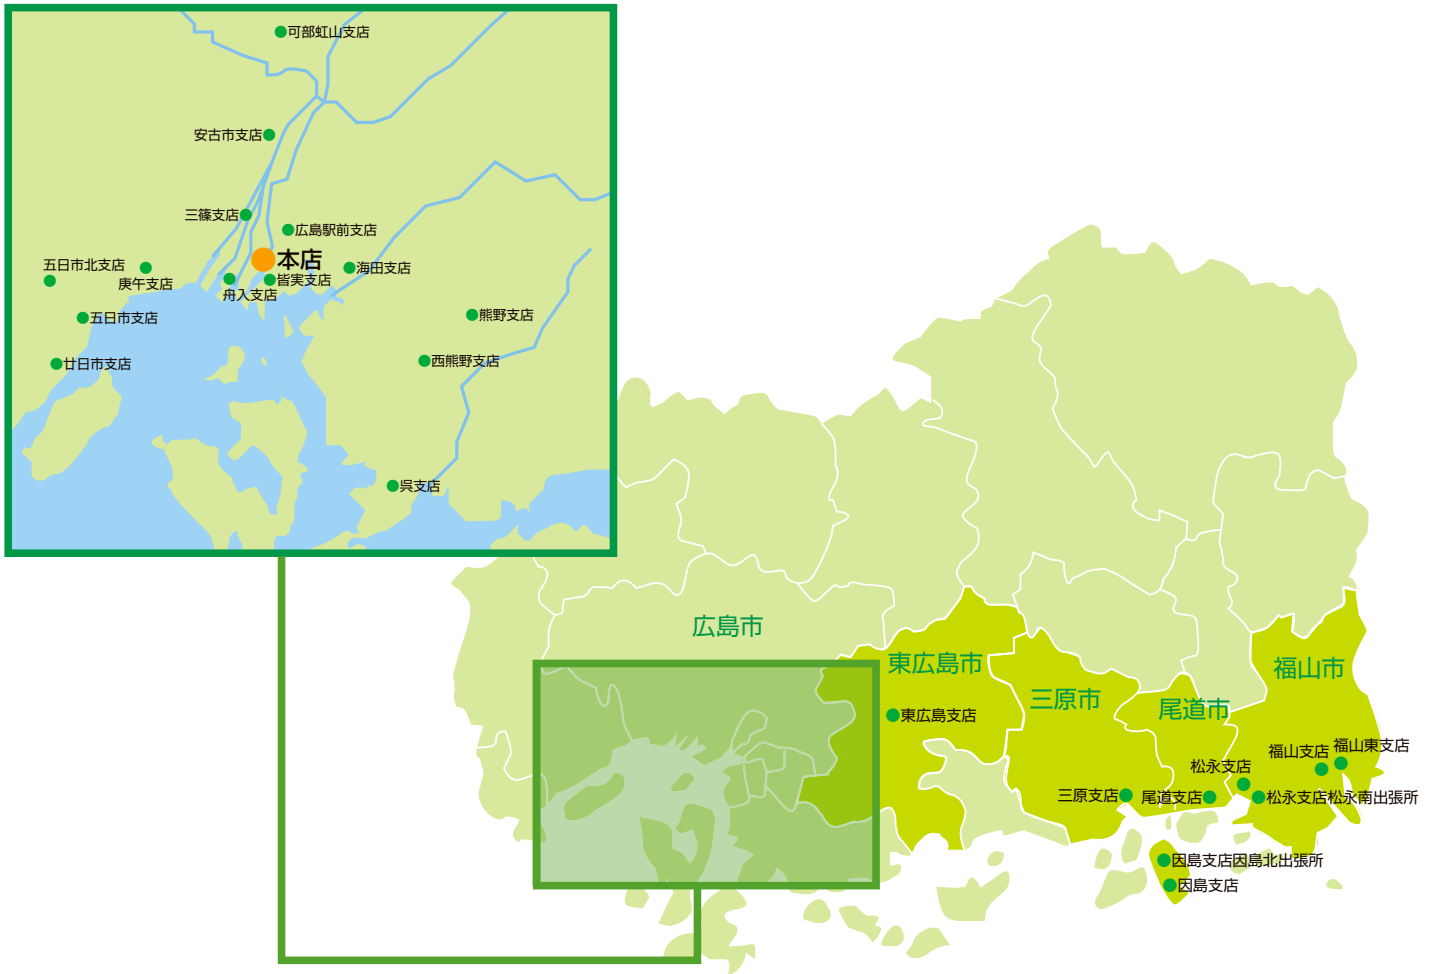 可部虹山支店
安古市支店
三篠支店
広島駅前支店
本店
五日市北支店
庚午支店
海田支店
舟入支店
皆実支店
五日市支店
熊野支店
廿日市支店
西熊野支店
呉支店
広島市
東広島市
福山市
三原市
尾道市
東広島支店
福山支店
福山東支店
松永支店
三原支店
尾道支店
松永支店松永南出張所
因島支店因島北出張所
因島支店